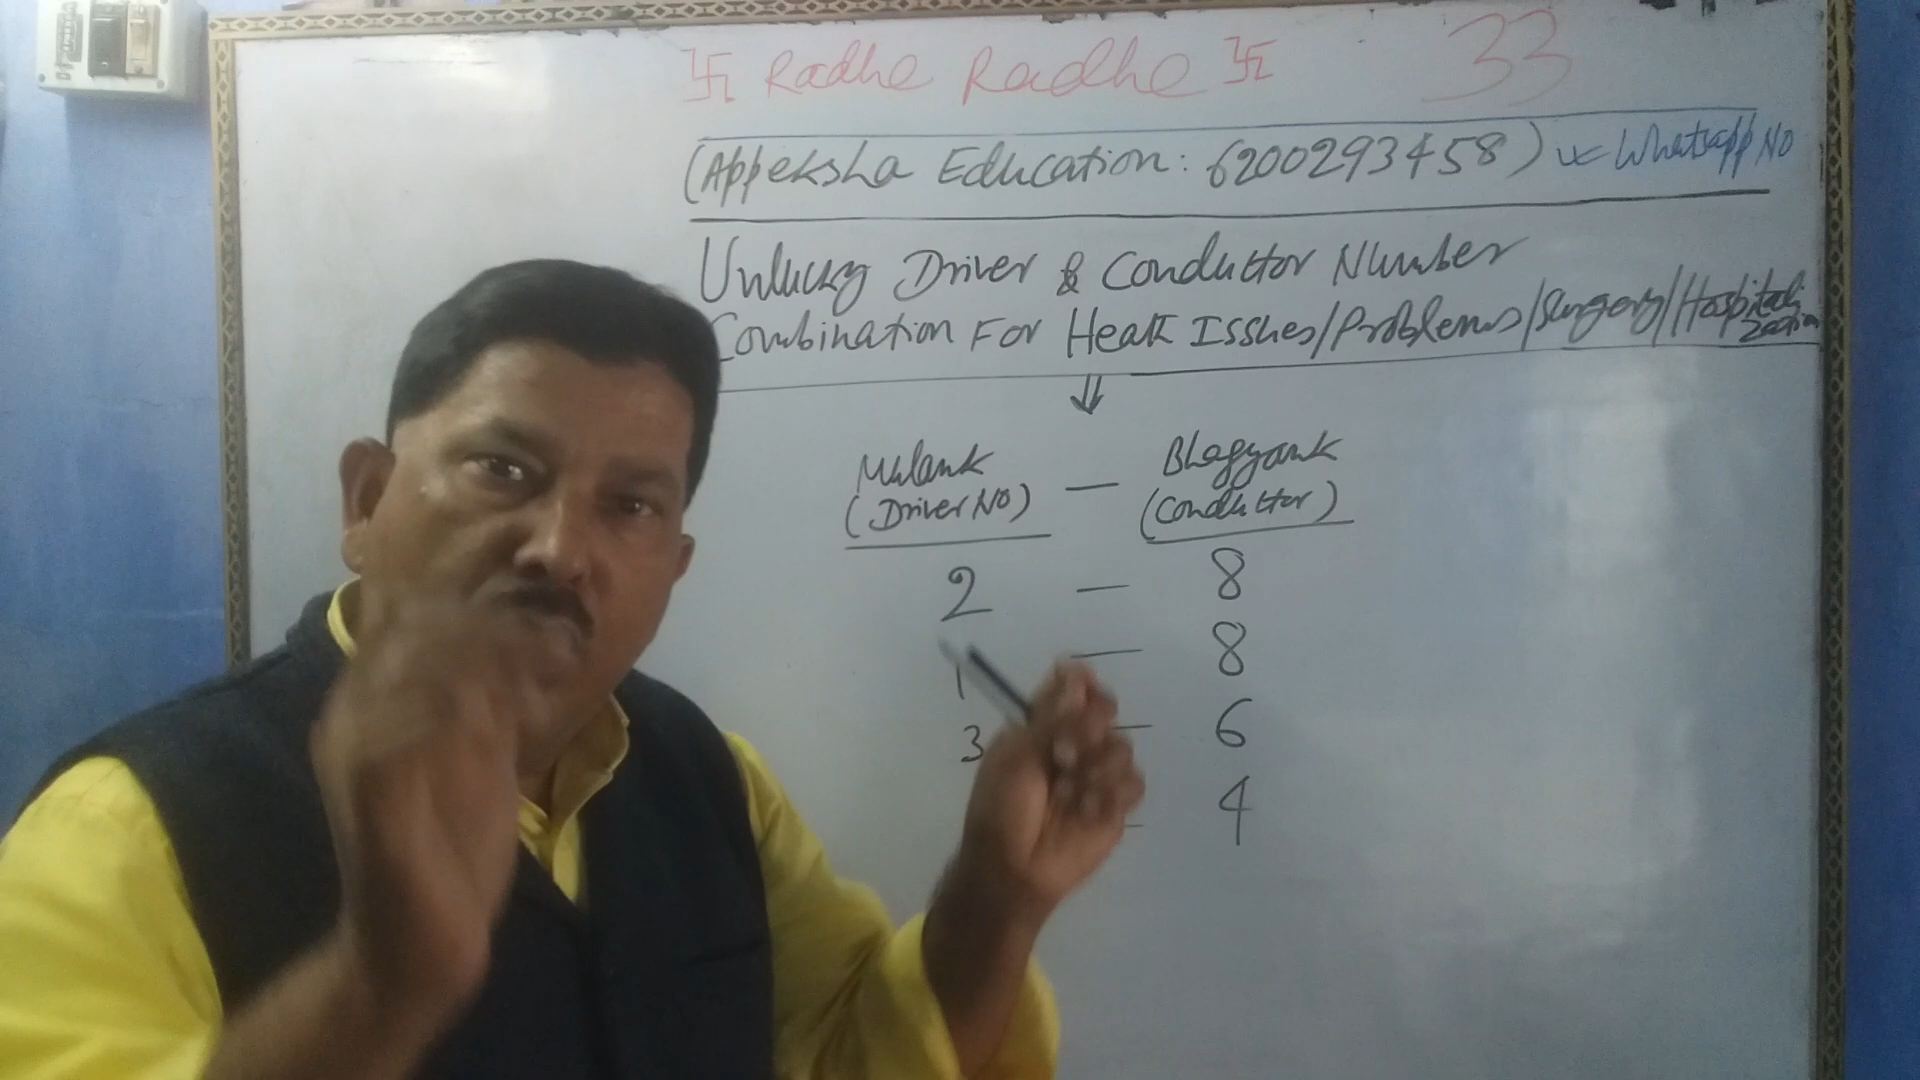 卐 Radhe Radhe 卐 33
(Appeksha Education: 6200293458) Whatsapp No
Unlucky Driver & Conductor Number
Combination For Healt Issues/Problems/Surgery/Hospitalization
⇓
Mulank — Bhagyank
(Driver No) (Conductor)
2 — 8
1 — 8
3 — 6
4